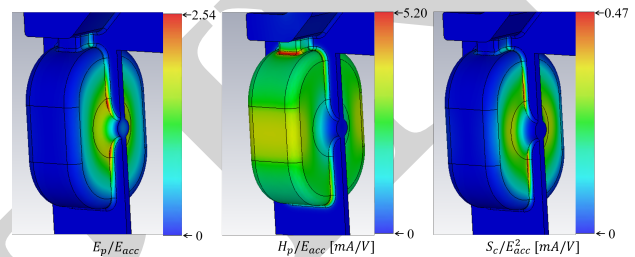 2.54
5.20
0.47
0
0
0
E_p/E_acc
H_p/E_acc [mA/V]
S_c/E_acc^2 [mA/V]